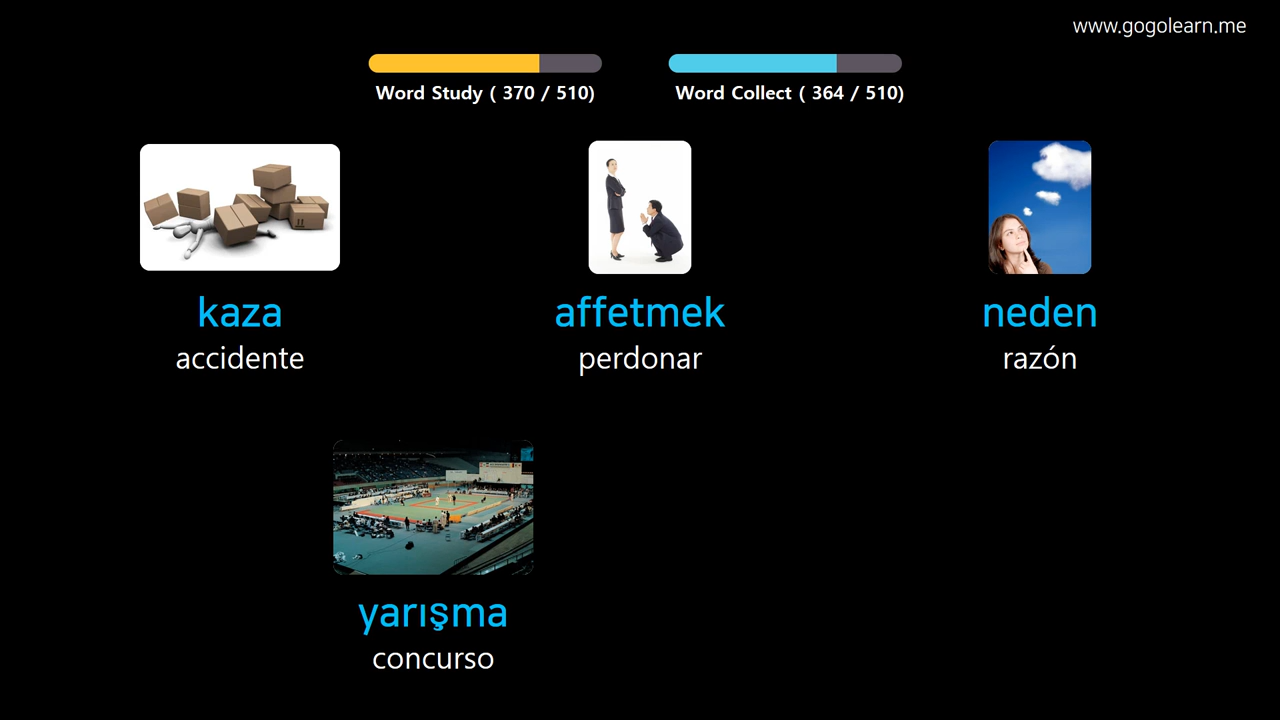 www.gogolearn.me
Word Study ( 370 / 510)
Word Collect ( 364 / 510)
kaza
accidente
affetmek
perdonar
neden
razón
yarışma
concurso